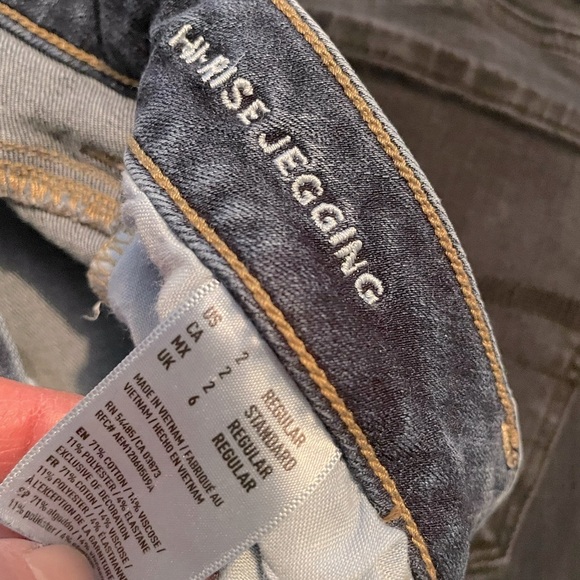 HI-RISE JEGGING
US 2 REGULAR
CA 2 STANDARD
MX 2 REGULAR
UK 6 REGULAR
MADE IN VIETNAM / FABRIQUÉ AU
VIETNAM / HECHO EN VIETNAM
RN 54485 / CA 03673
EN 71% COTTON / 14% VISCOSE /
11% POLYESTER / 4% ELASTANE /
EXCLUSIVE OF DECORATION
FR 71% COTON / 14% VISCOSE /
11% POLYESTER / 4% ELASTHANNE /